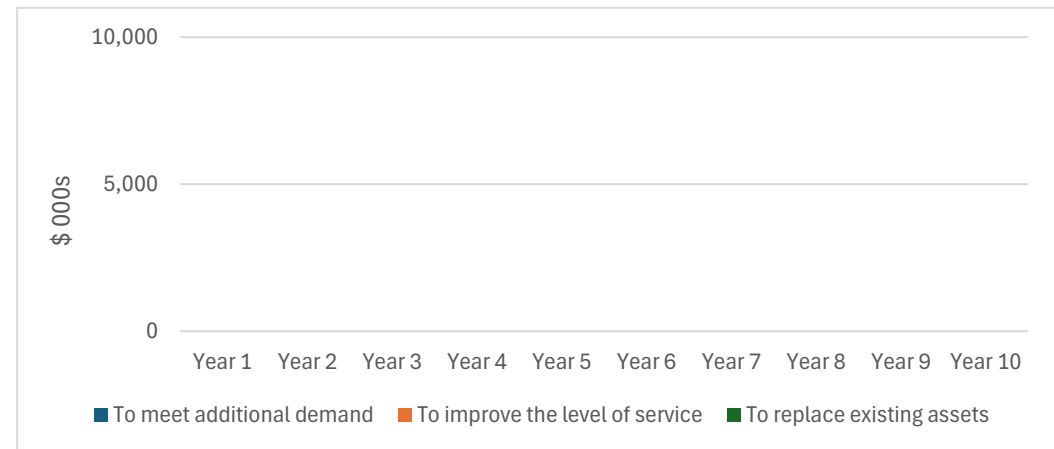 10,000
5,000
0
$ 000s
Year 1 Year 2 Year 3 Year 4 Year 5 Year 6 Year 7 Year 8 Year 9 Year 10
To meet additional demand To improve the level of service To replace existing assets